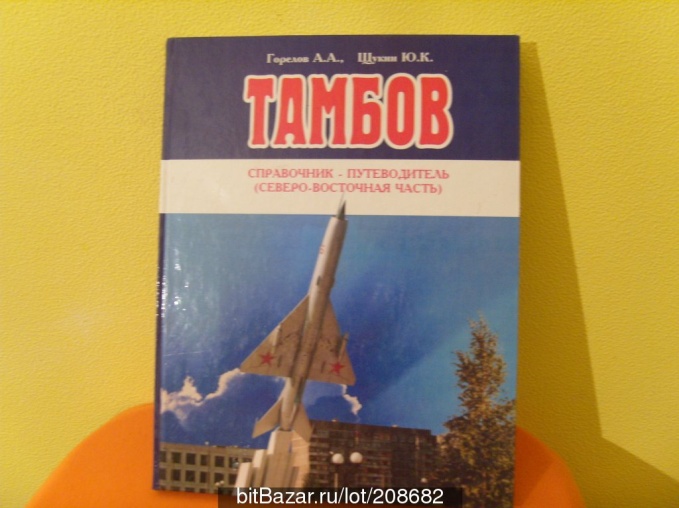 Горелов А.А., Щукин Ю.К.
ТАМБОВ
СПРАВОЧНИК - ПУТЕВОДИТЕЛЬ
(СЕВЕРО-ВОСТОЧНАЯ ЧАСТЬ)
bitBazar.ru/lot/208682